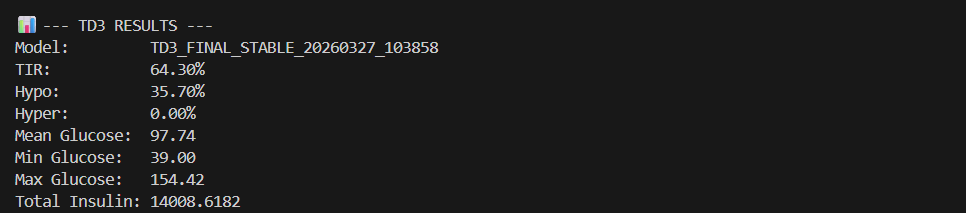 📊 --- TD3 RESULTS ---
Model:         TD3_FINAL_STABLE_20260327_103858
TIR:           64.30%
Hypo:          35.70%
Hyper:         0.00%
Mean Glucose:  97.74
Min Glucose:   39.00
Max Glucose:   154.42
Total Insulin: 14008.6182